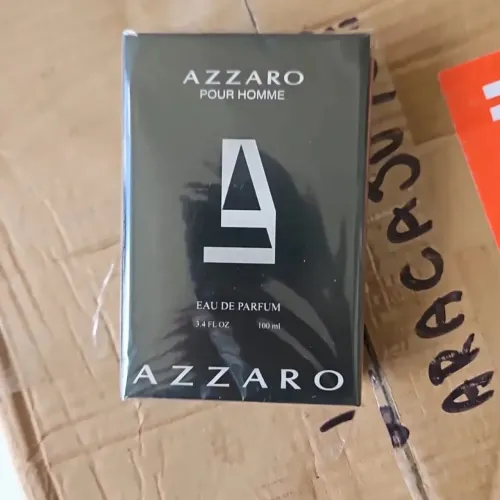 AZZARO
POUR HOMME
EAU DE PARFUM
3.4 FL OZ 100 ml
AZZARO
ARACAJU